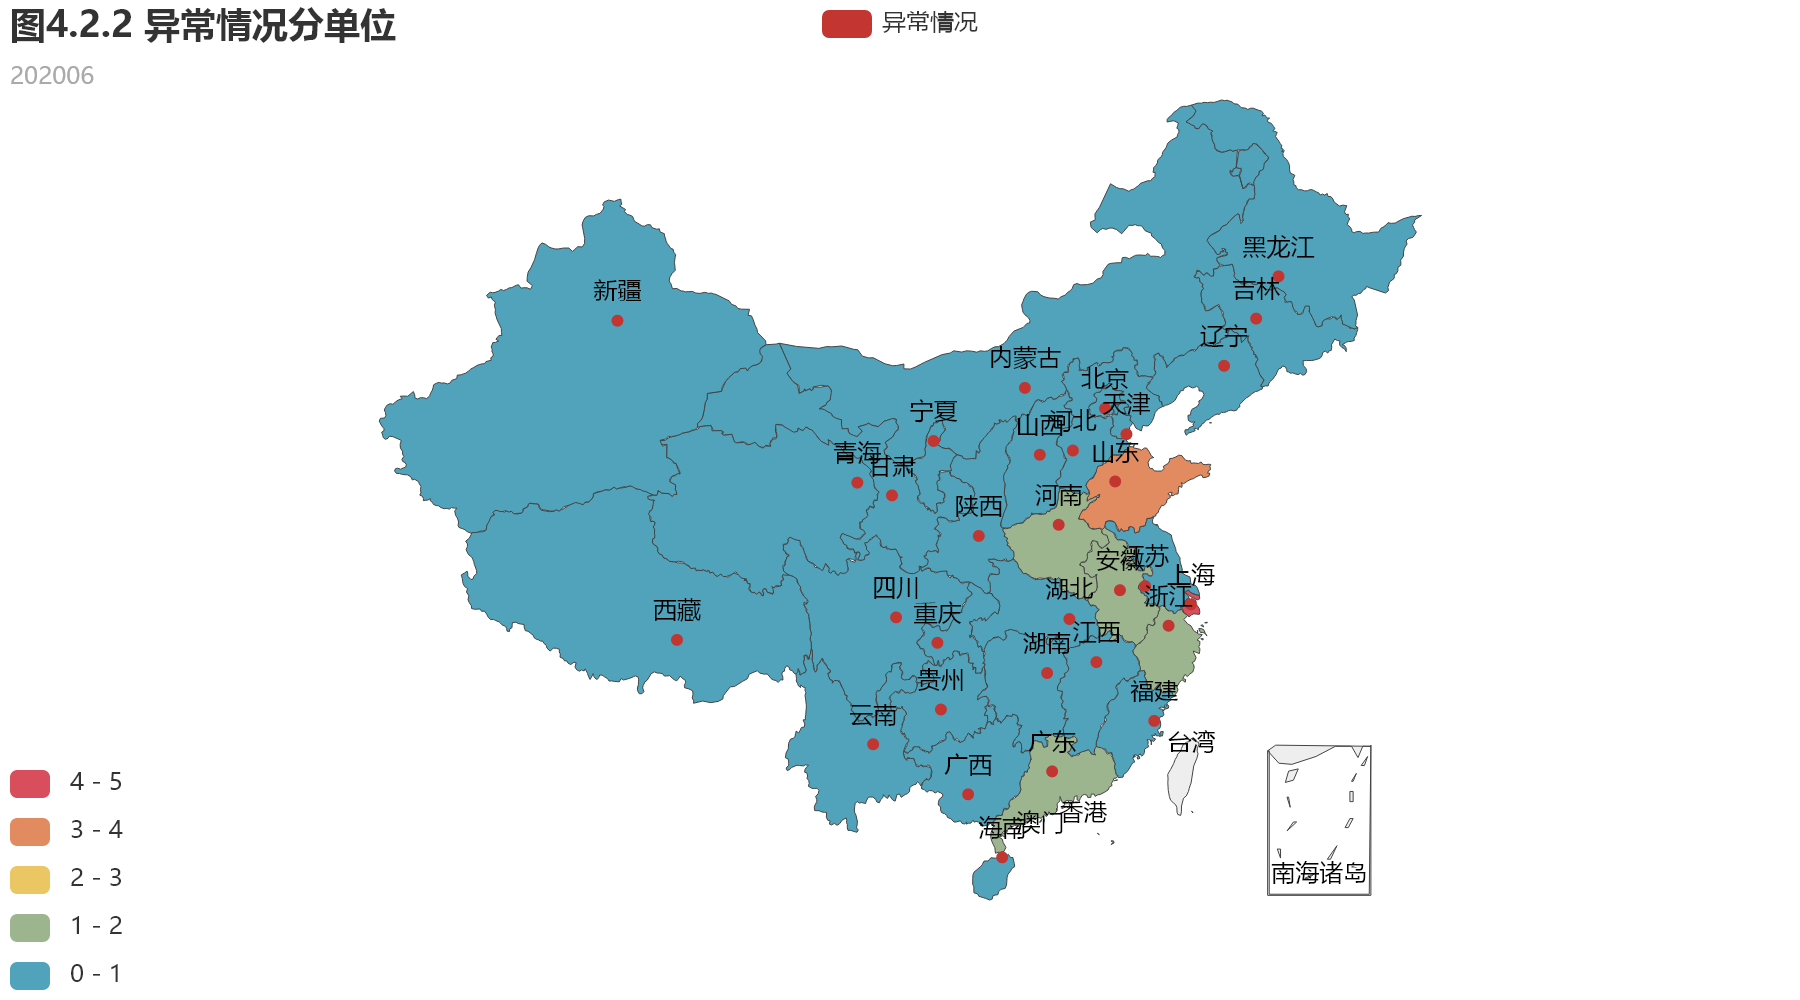 图4.2.2 异常情况分单位
异常情况
202006
黑龙江
吉林
新疆
辽宁
内蒙古
北京
天津
宁夏
河北
山西
青海
山东
甘肃
河南
陕西
江苏
安徽
上海
四川
湖北
浙江
西藏
重庆
江西
湖南
贵州
福建
云南
广东
台湾
广西
香港
澳门
海南
南海诸岛
4 - 5
3 - 4
2 - 3
1 - 2
0 - 1